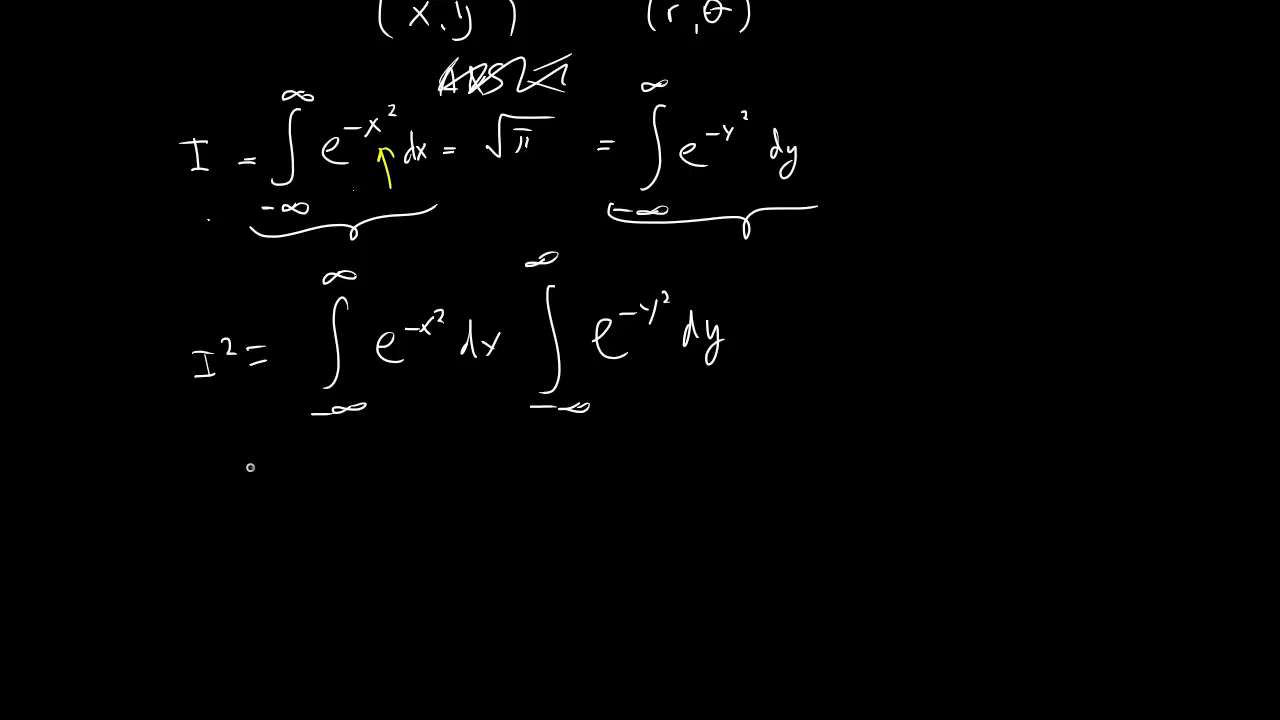 (x,y) (r,θ)
I = ∫_{-∞}^{∞} e^{-x²} dx = √π = ∫_{-∞}^{∞} e^{-y²} dy
I² = ∫_{-∞}^{∞} e^{-x²} dx ∫_{-∞}^{∞} e^{-y²} dy